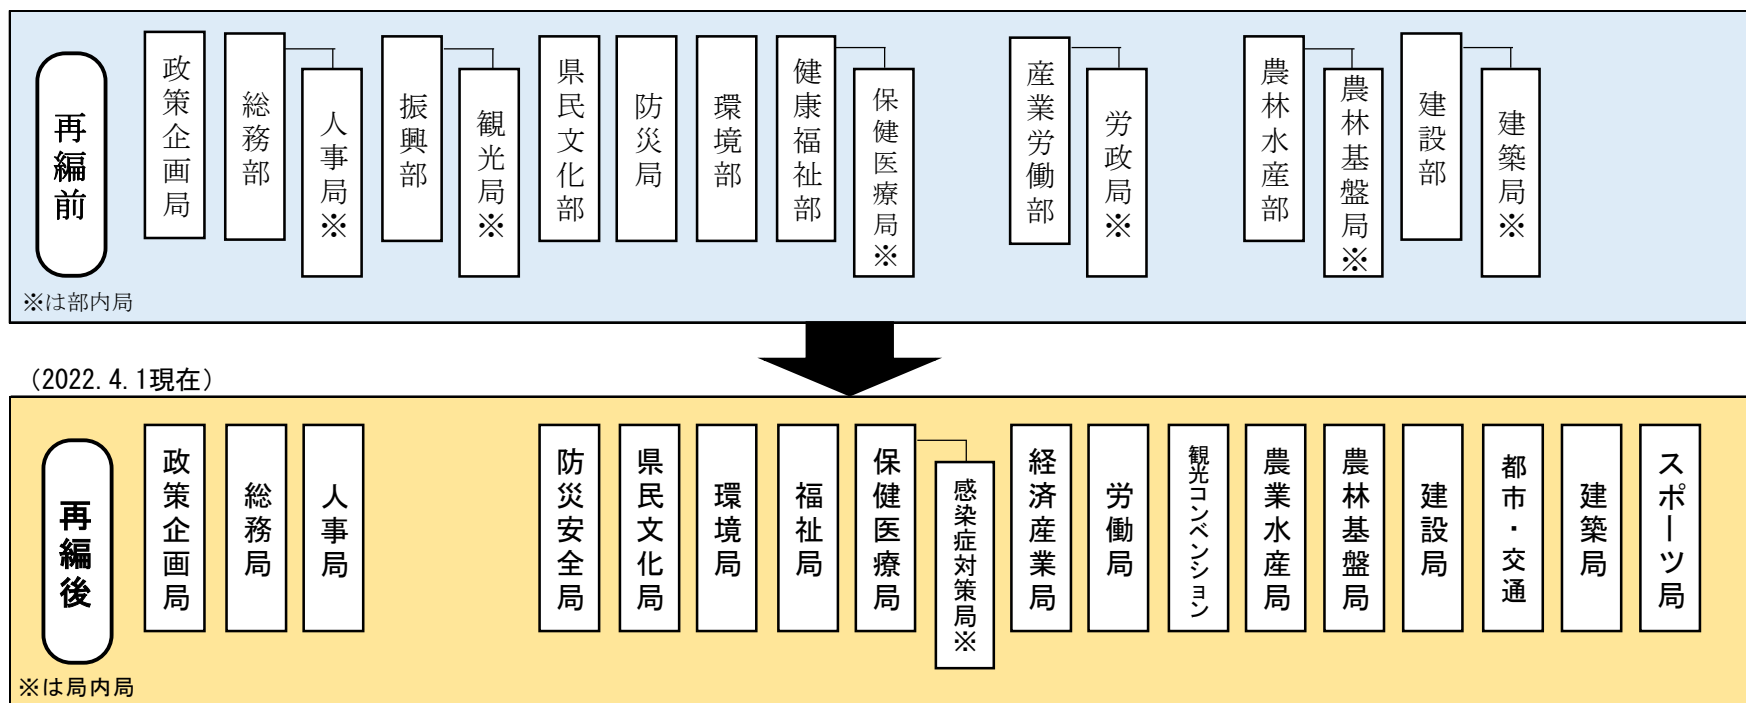 再編前
政策企画局
総務部
人事局※
振興部
観光局※
県民文化部
防災局
環境部
健康福祉部
保健医療局※
産業労働部
労政局※
農林水産部
農林基盤局※
建設部
建築局※
※は部内局
(2022.4.1現在)
再編後
政策企画局
総務局
人事局
防災安全局
県民文化局
環境局
福祉局
保健医療局
感染症対策局※
経済産業局
労働局
観光コンベンション
農業水産局
農林基盤局
建設局
都市・交通
建築局
スポーツ局
※は局内局